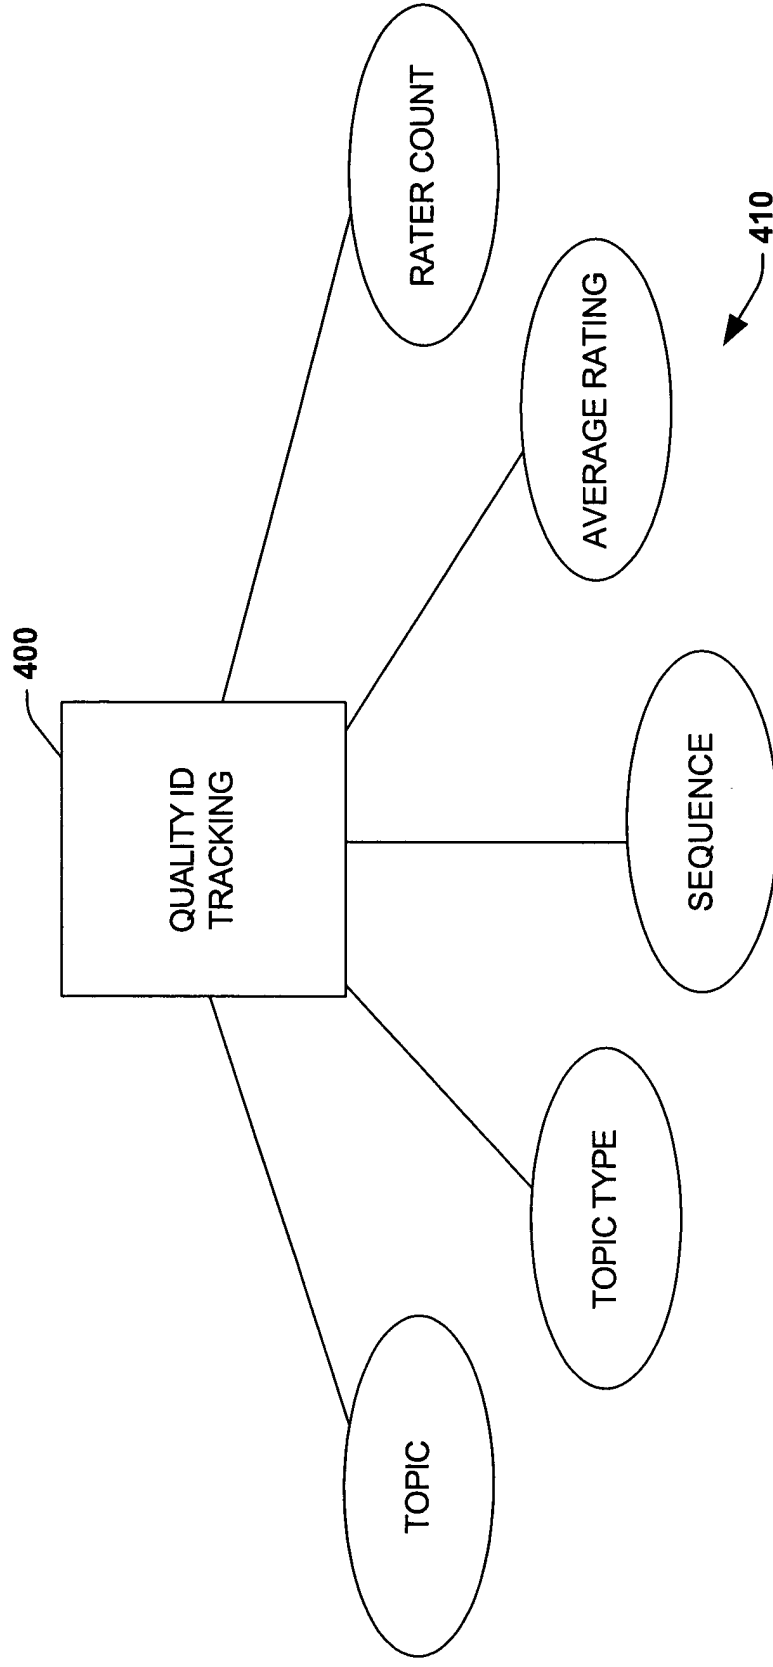 400
QUALITY ID
TRACKING
TOPIC
TOPIC TYPE
SEQUENCE
AVERAGE RATING
RATER COUNT
410